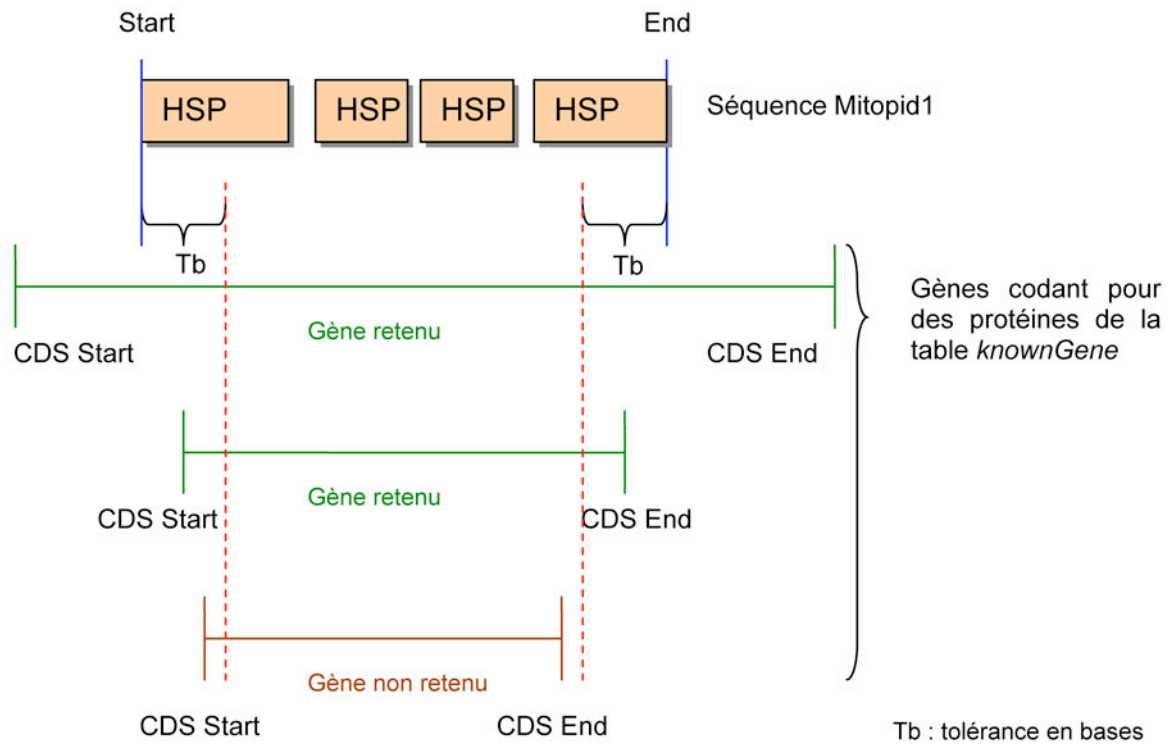 Start
End
HSP
HSP
HSP
HSP
Séquence Mitopid1
Tb
Tb
Gène retenu
CDS Start
CDS End
Gènes codant pour
des protéines de la
table knownGene
Gène retenu
CDS Start
CDS End
Gène non retenu
CDS Start
CDS End
Tb : tolérance en bases